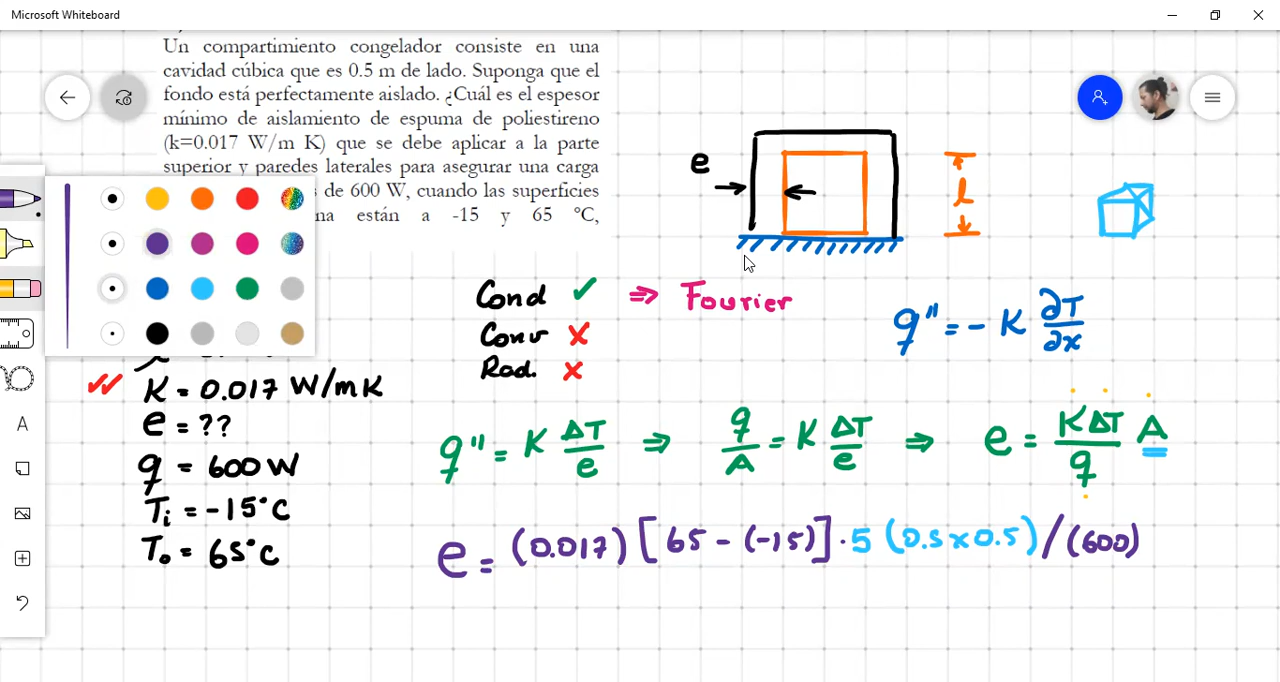 Microsoft Whiteboard
Un compartimiento congelador consiste en una
cavidad cúbica que es 0.5 m de lado. Suponga que el
fondo está perfectamente aislado. ¿Cuál es el espesor
mínimo de aislamiento de espuma de poliestireno
(k=0.017 W/m K) que se debe aplicar a la parte
superior y paredes laterales para asegurar una carga
de 600 W, cuando las superficies
na están a -15 y 65 ºC,
e
l
Cond ✓ ⇒ Fourier
Conv ✗
Rad. ✗
q" = - K ∂T/∂x
K = 0.017 W/mK
e = ??
q = 600 W
Ti = -15°C
To = 65°C
q" = K ΔT/e ⇒ q/A = K ΔT/e ⇒ e = KΔT/q A
e = (0.017) [65 - (-15)] · 5 (0.5 x 0.5) / (600)
A